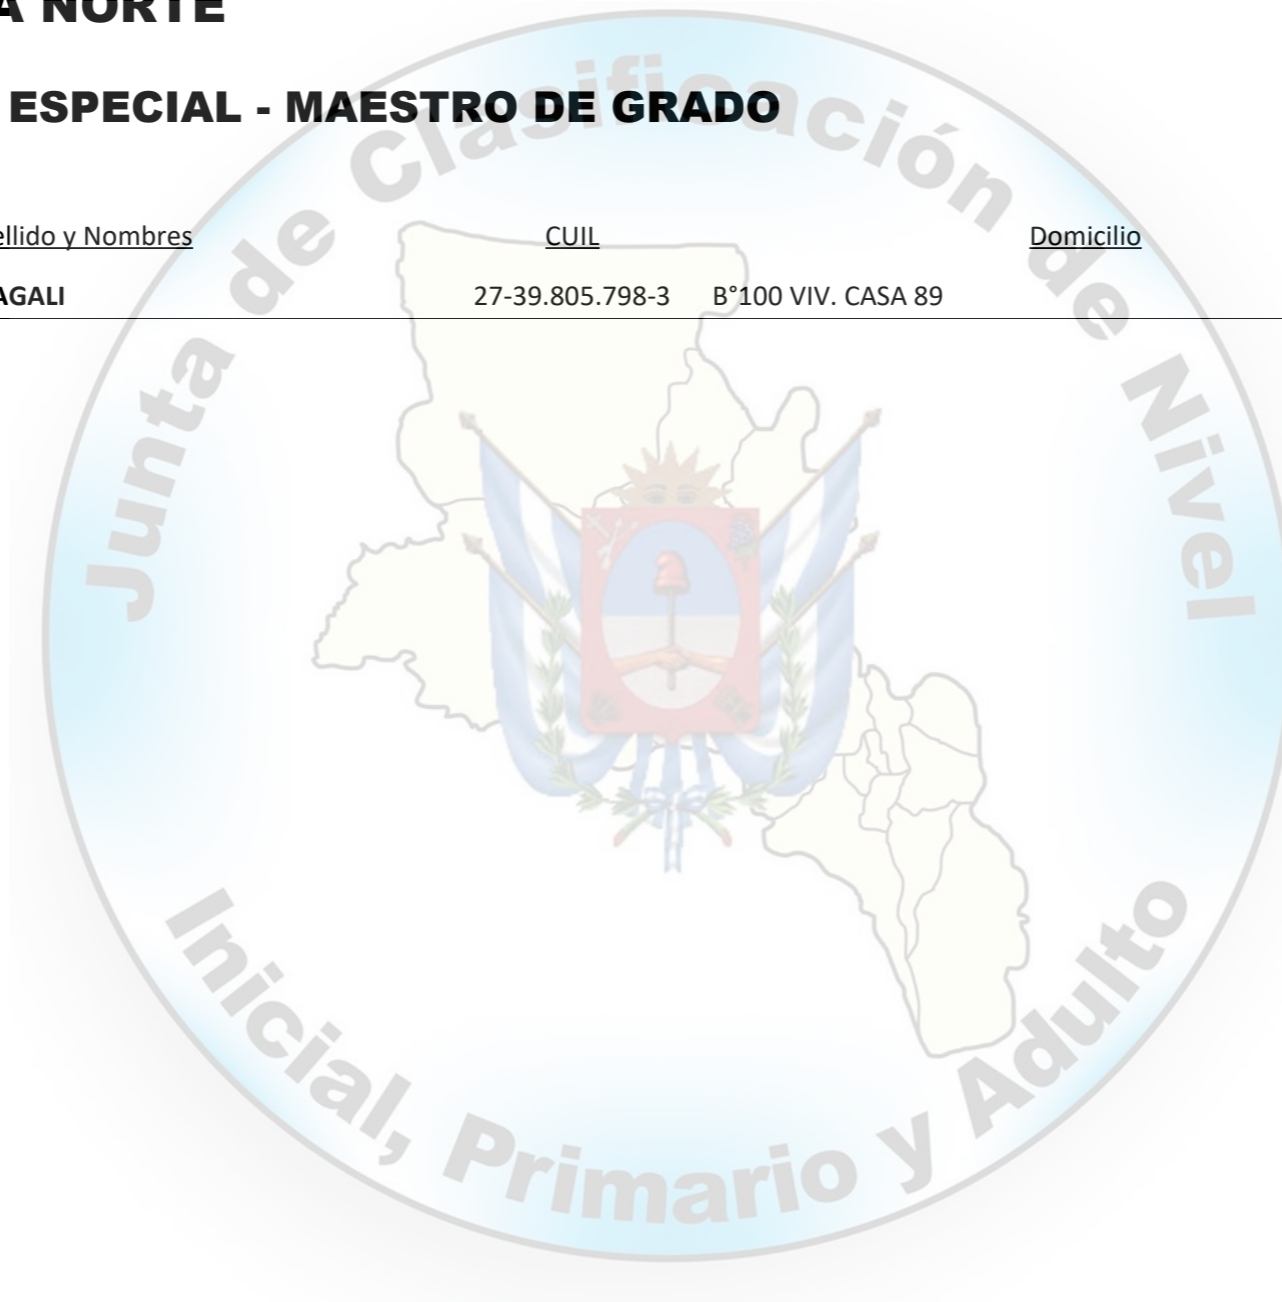 A NORTE
ESPECIAL - MAESTRO DE GRADO
ellido y Nombres CUIL Domicilio
AGALI 27-39.805.798-3 B°100 VIV. CASA 89
Junta de Clasificación de Nivel
Inicial, Primario y Adulto